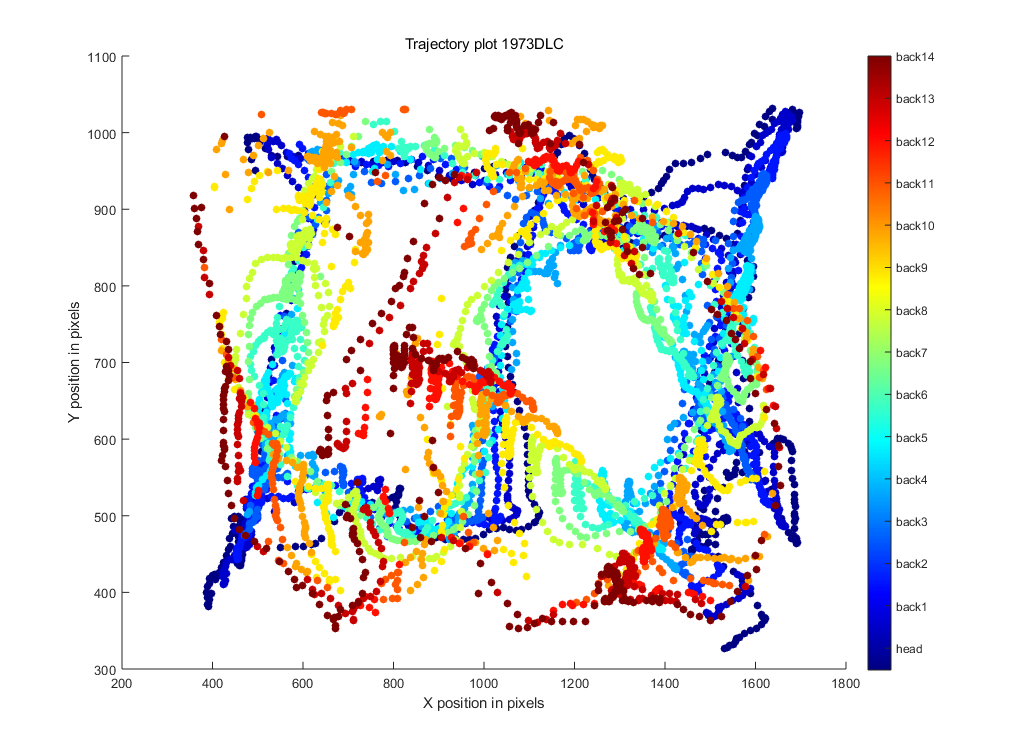 Trajectory plot 1973DLC
1100
1000
900
800
700
600
500
400
300
Y position in pixels
200 400 600 800 1000 1200 1400 1600 1800
X position in pixels
back14
back13
back12
back11
back10
back9
back8
back7
back6
back5
back4
back3
back2
back1
head